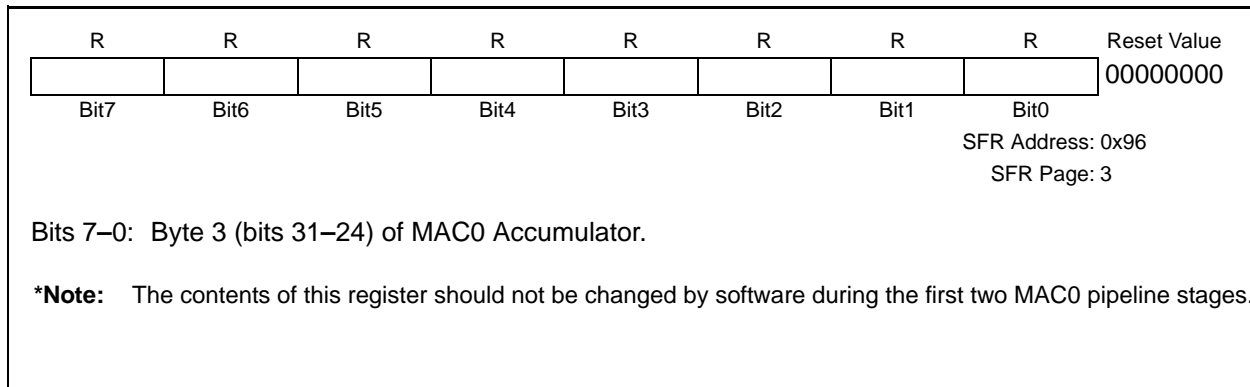 R R R R R R R R Reset Value
00000000
Bit7 Bit6 Bit5 Bit4 Bit3 Bit2 Bit1 Bit0
SFR Address: 0x96
SFR Page: 3
Bits 7–0: Byte 3 (bits 31–24) of MAC0 Accumulator.
*Note: The contents of this register should not be changed by software during the first two MAC0 pipeline stages.